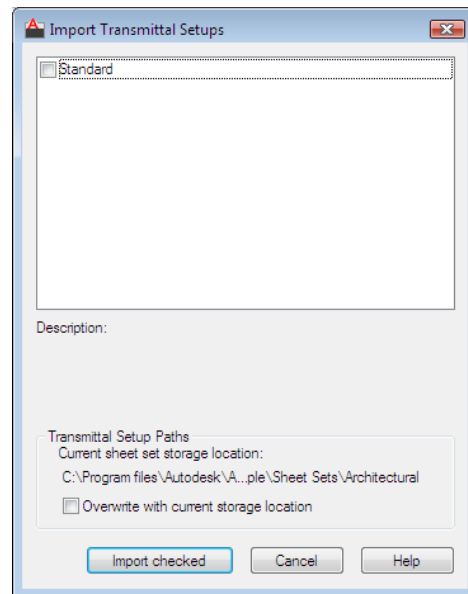 Import Transmittal Setups
Standard
Description:
Transmittal Setup Paths
Current sheet set storage location:
C:\Program files\Autodesk\A...ple\Sheet Sets\Architectural
Overwrite with current storage location
Import checked Cancel Help